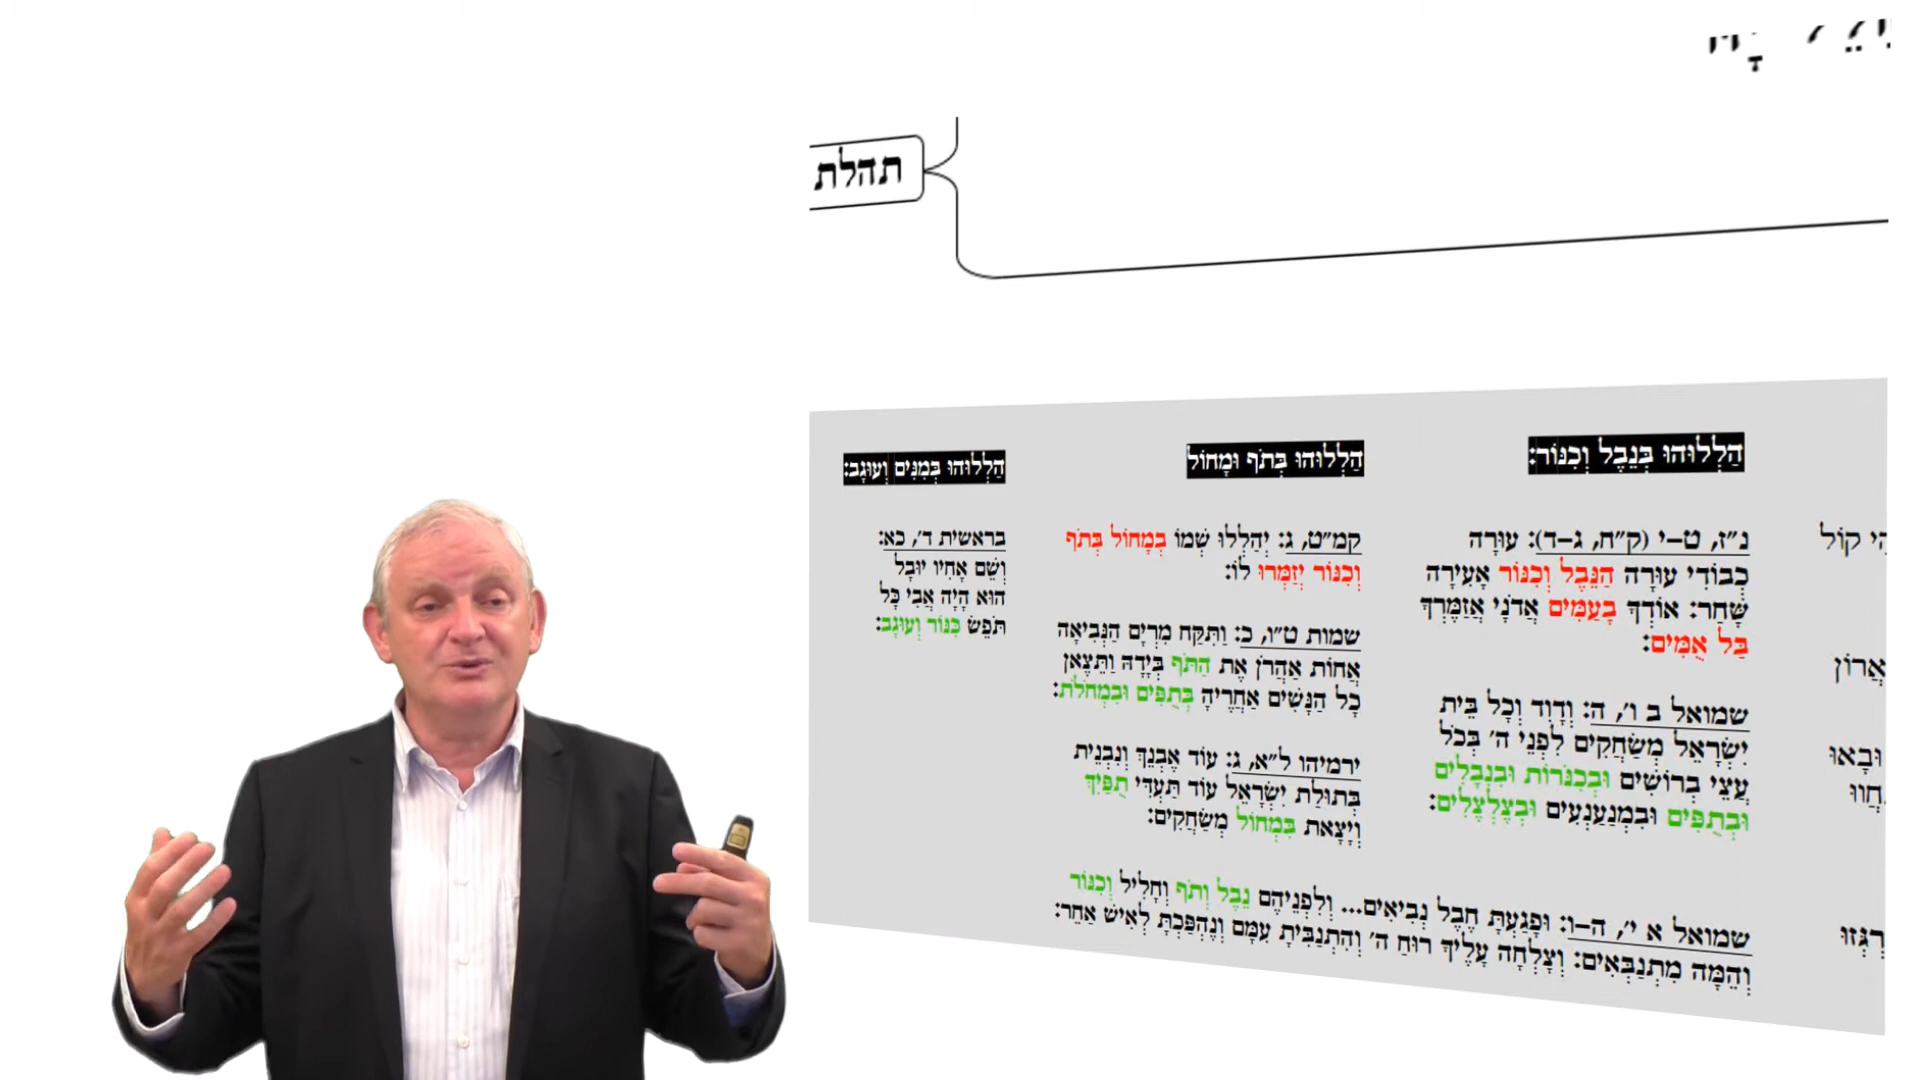 תהלת
הַלְלוּהוּ בְּנֵבֶל וְכִנּוֹר:
נ״ז, ט–י (ק״ח, ג–ד): עוּרָה
כְבוֹדִי עוּרָה הַנֵּבֶל וְכִנּוֹר אָעִירָה
שָּׁחַר: אוֹדְךָ בָעַמִּים אֲדֹנָי אֲזַמֶּרְךָ
בַּל אֻמִּים:
שמואל ב ו׳, ה: וְדָוִד וְכָל בֵּית
יִשְׂרָאֵל מְשַׂחֲקִים לִפְנֵי ה׳ בְּכֹל
עֲצֵי בְרוֹשִׁים וּבְכִנֹּרוֹת וּבִנְבָלִים
וּבְתֻפִּים וּבִמְנַעַנְעִים וּבְצֶלְצֶלִים:
הַלְלוּהוּ בְּתֹף וּמָחוֹל
קמ״ט, ג: יְהַלְלוּ שְׁמוֹ בְמָחוֹל בְּתֹף
וְכִנּוֹר יְזַמְּרוּ לוֹ:
שמות ט״ו, כ: וַתִּקַּח מִרְיָם הַנְּבִיאָה
אֲחוֹת אַהֲרֹן אֶת הַתֹּף בְּיָדָהּ וַתֵּצֶאןָ
כָל הַנָּשִׁים אַחֲרֶיהָ בְּתֻפִּים וּבִמְחֹלֹת:
ירמיהו ל״א, ג: עוֹד אֶבְנֵךְ וְנִבְנֵית
בְּתוּלַת יִשְׂרָאֵל עוֹד תַּעְדִּי תֻפַּיִךְ
וְיָצָאת בִּמְחוֹל מְשַׂחֲקִים:
שמואל א י׳, ה–ו: וּפָגַעְתָּ חֶבֶל נְבִיאִים... וְלִפְנֵיהֶם נֵבֶל וְתֹף וְחָלִיל וְכִנּוֹר
וְהֵמָּה מִתְנַבְּאִים: וְצָלְחָה עָלֶיךָ רוּחַ ה׳ וְהִתְנַבִּיתָ עִמָּם וְנֶהְפַּכְתָּ לְאִישׁ אַחֵר:
הַלְלוּהוּ בְּמִנִּים וְעוּגָב:
בראשית ד׳, כא:
וְשֵׁם אָחִיו יוּבָל
הוּא הָיָה אֲבִי כָּל
תֹּפֵשׂ כִּנּוֹר וְעוּגָב:
קוֹל